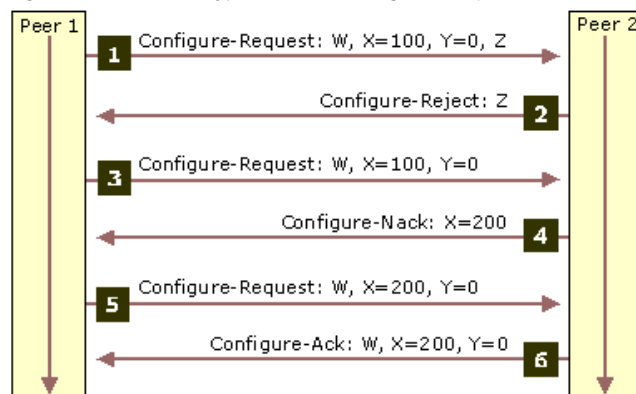 Peer 1
Peer 2
1
Configure-Request: W, X=100, Y=0, Z
Configure-Reject: Z
2
3
Configure-Request: W, X=100, Y=0
Configure-Nack: X=200
4
5
Configure-Request: W, X=200, Y=0
Configure-Ack: W, X=200, Y=0
6